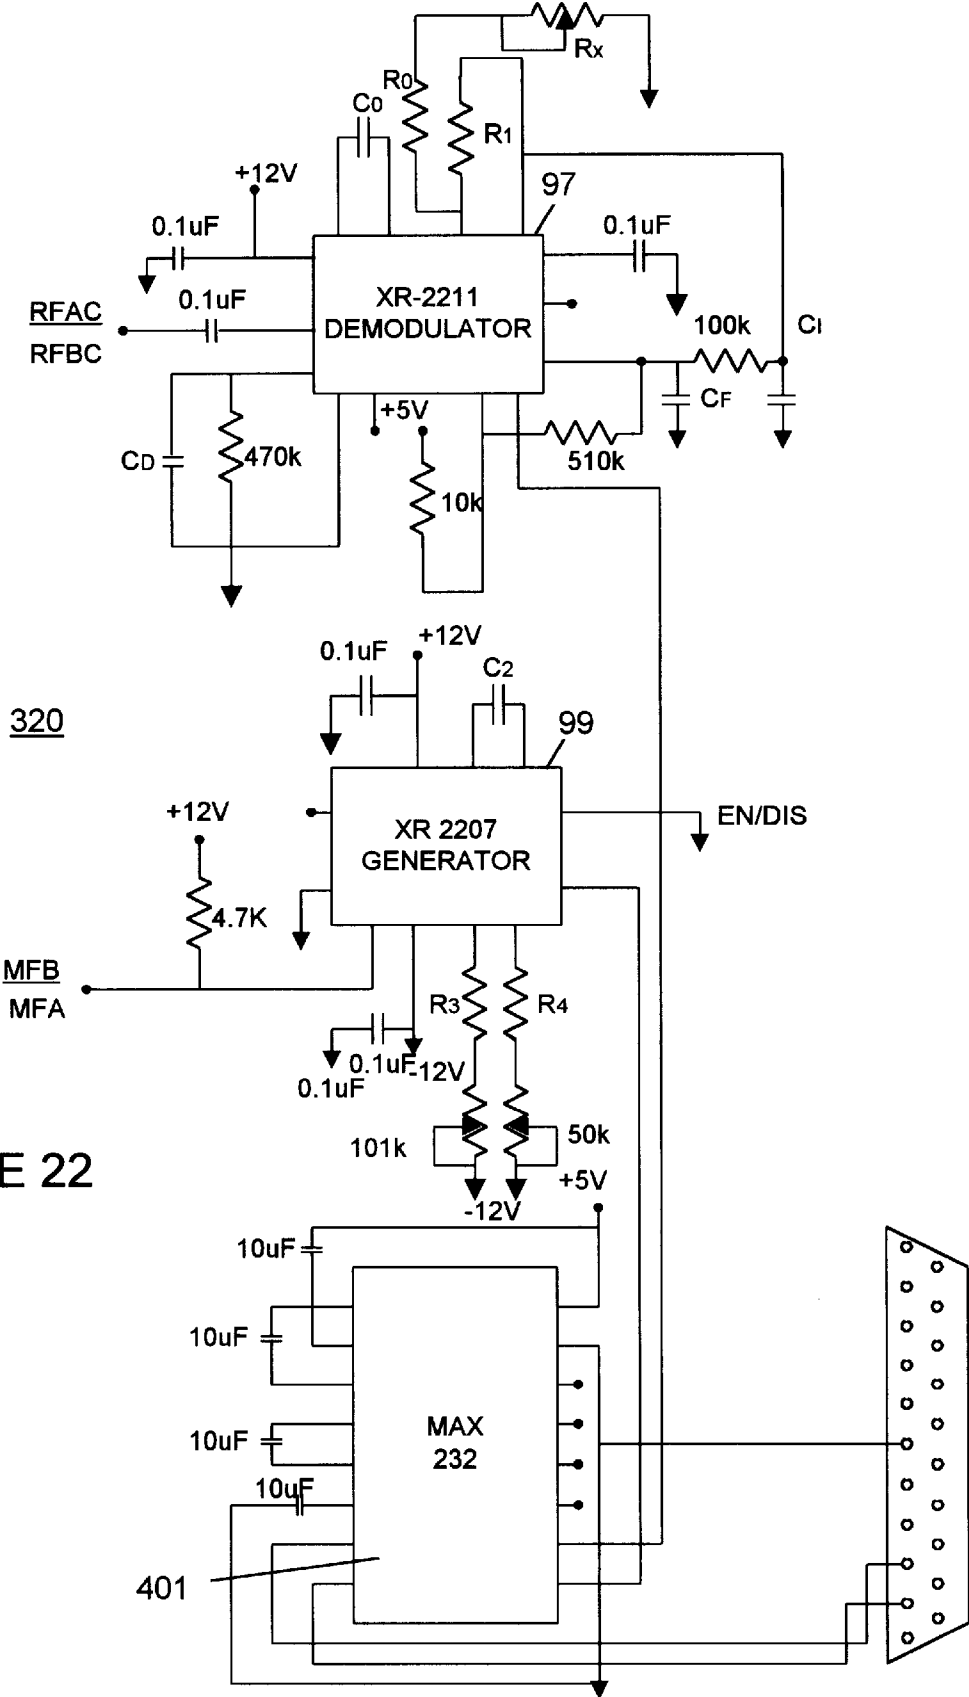 Rx
R0
C0
R1
+12V
97
0.1uF
0.1uF
0.1uF
XR-2211
DEMODULATOR
RFAC
RFBC
100k
CI
+5V
CF
CD
470k
510k
10k
+12V
0.1uF
C2
320
99
+12V
EN/DIS
XR 2207
GENERATOR
4.7K
MFB
MFA
R3
R4
0.1uF
-12V
0.1uF
101k
50k
E 22
+5V
-12V
10uF
10uF
MAX
232
10uF
10uF
401